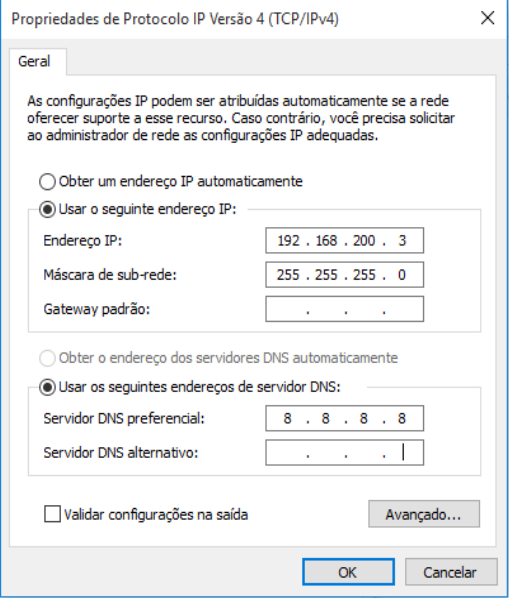 Propriedades de Protocolo IP Versão 4 (TCP/IPv4)
Geral
As configurações IP podem ser atribuídas automaticamente se a rede
oferecer suporte a esse recurso. Caso contrário, você precisa solicitar
ao administrador de rede as configurações IP adequadas.
Obter um endereço IP automaticamente
Usar o seguinte endereço IP:
Endereço IP: 192 . 168 . 200 . 3
Máscara de sub-rede: 255 . 255 . 255 . 0
Gateway padrão: . . .
Obter o endereço dos servidores DNS automaticamente
Usar os seguintes endereços de servidor DNS:
Servidor DNS preferencial: 8 . 8 . 8 . 8
Servidor DNS alternativo: . . .
Validar configurações na saída
Avançado...
OK Cancelar